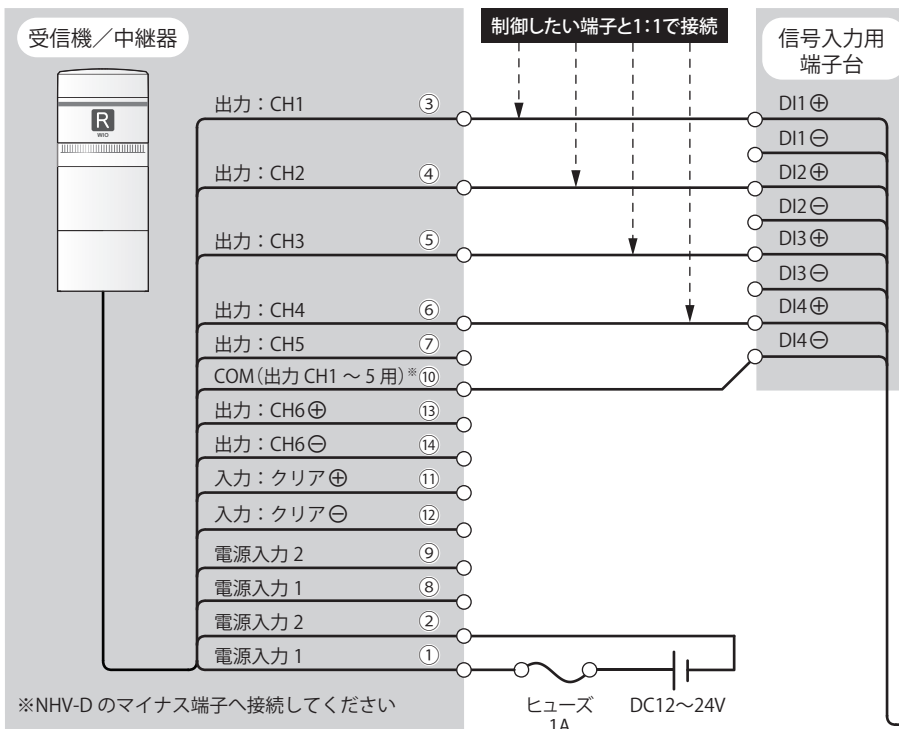 受信機／中継器
制御したい端子と1：1で接続
信号入力用
端子台
R
WIO
出力：CH1 ③
出力：CH2 ④
出力：CH3 ⑤
出力：CH4 ⑥
出力：CH5 ⑦
COM（出力 CH1 ～ 5 用）※⑩
出力：CH6⊕ ⑬
出力：CH6⊖ ⑭
入力：クリア⊕ ⑪
入力：クリア⊖ ⑫
電源入力 2 ⑨
電源入力 1 ⑧
電源入力 2 ②
電源入力 1 ①
DI1⊕
DI1⊖
DI2⊕
DI2⊖
DI3⊕
DI3⊖
DI4⊕
DI4⊖
※NHV-D のマイナス端子へ接続してください
ヒューズ
1A
DC12～24V